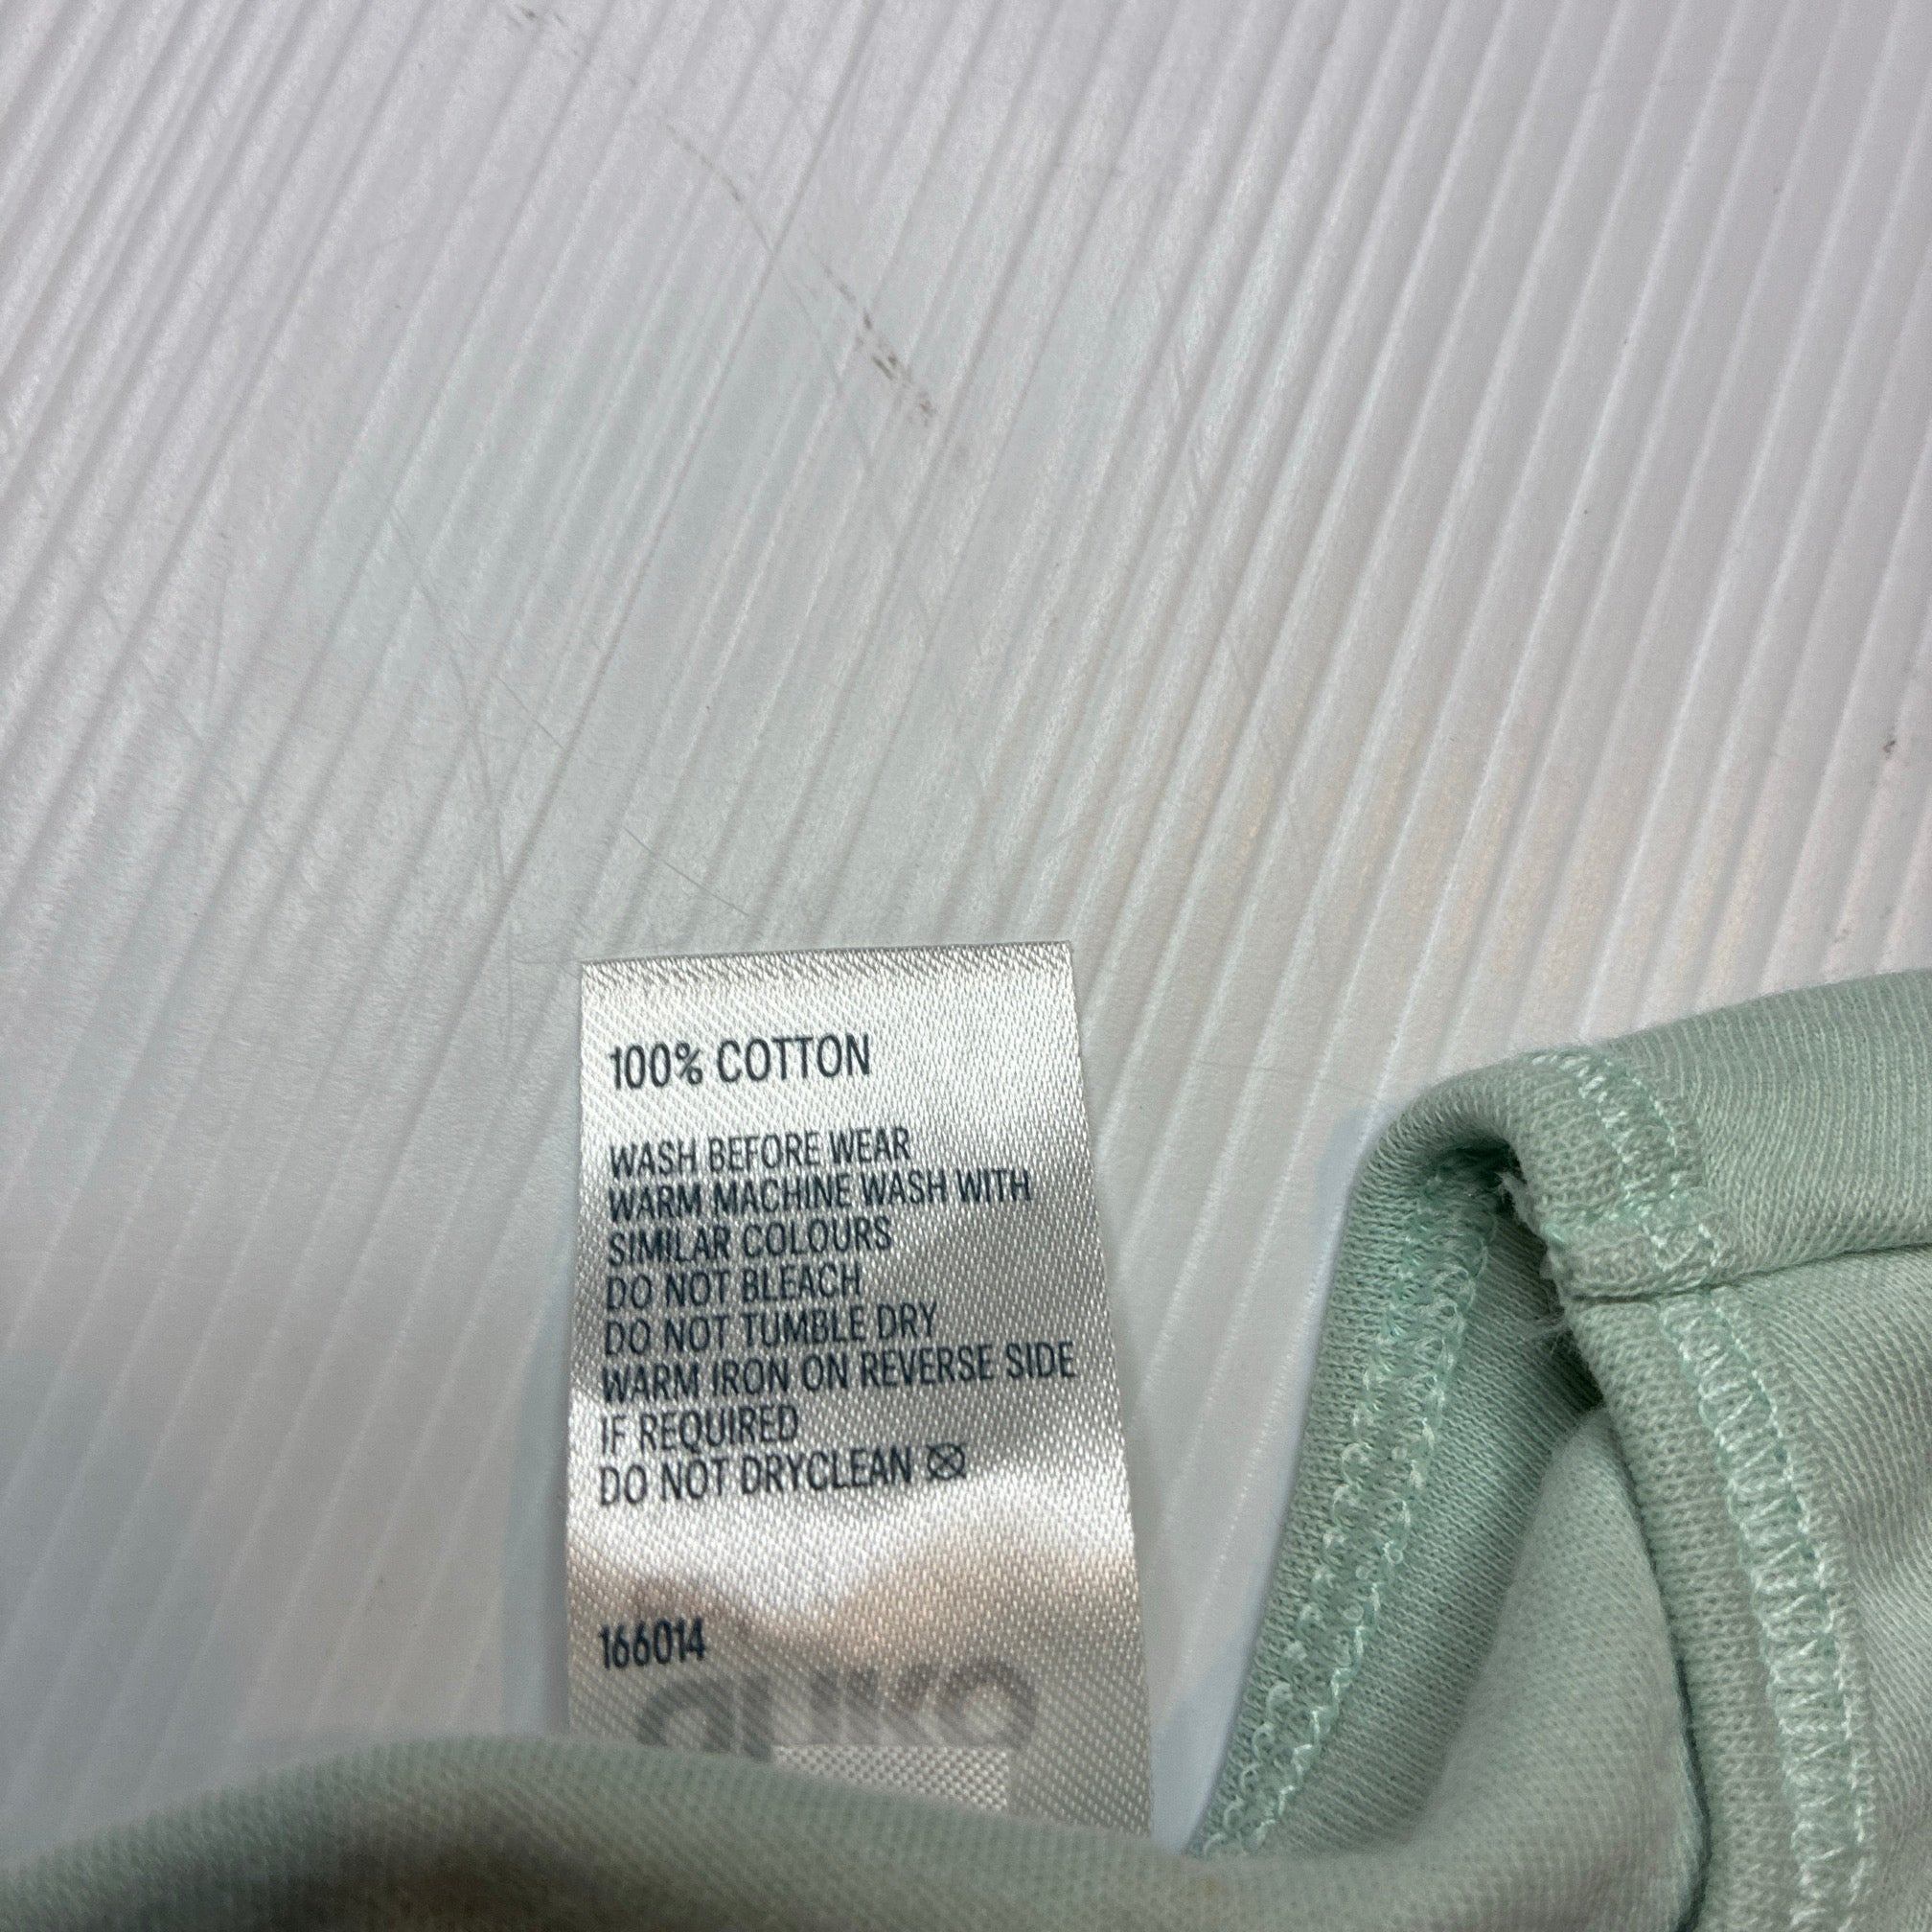 100% COTTON
WASH BEFORE WEAR
WARM MACHINE WASH WITH
SIMILAR COLOURS
DO NOT BLEACH
DO NOT TUMBLE DRY
WARM IRON ON REVERSE SIDE
IF REQUIRED
DO NOT DRYCLEAN
166014